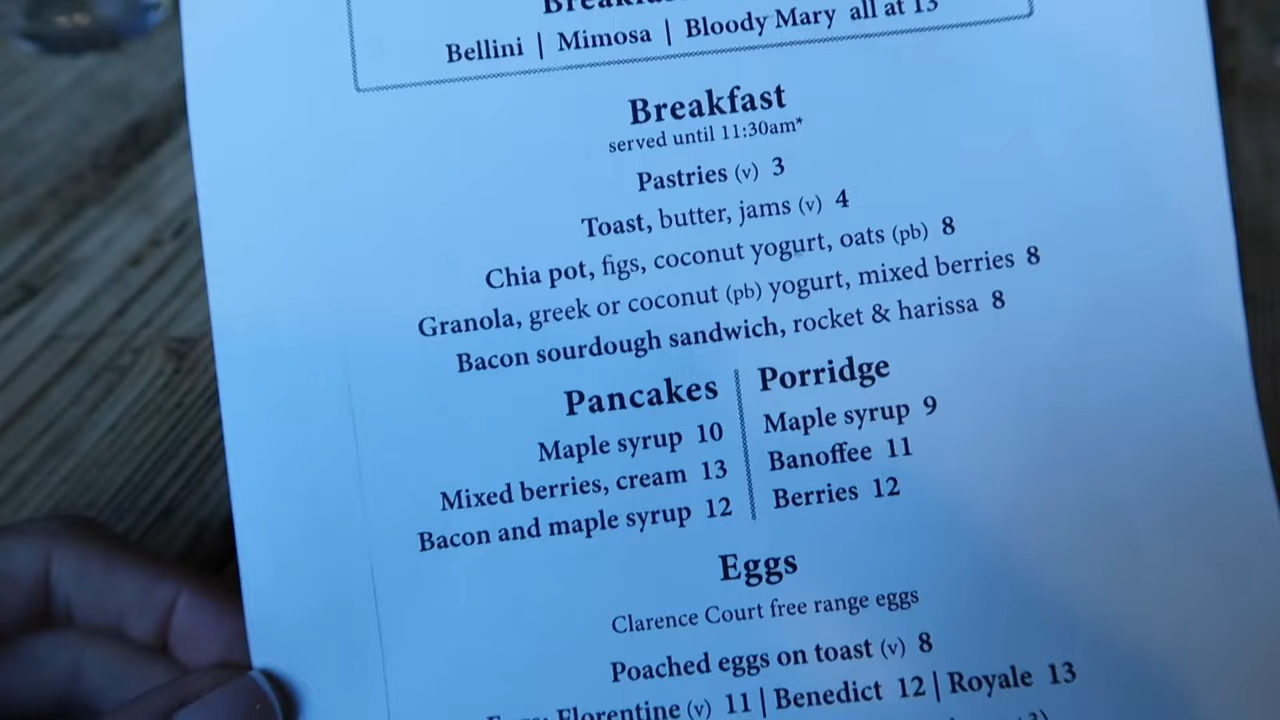 Breakfast
Bellini | Mimosa | Bloody Mary all at 13
Breakfast
served until 11:30am*
Pastries (v) 3
Toast, butter, jams (v) 4
Chia pot, figs, coconut yogurt, oats (pb) 8
Granola, greek or coconut (pb) yogurt, mixed berries 8
Bacon sourdough sandwich, rocket & harissa 8
Pancakes
Maple syrup 10
Mixed berries, cream 13
Bacon and maple syrup 12
Porridge
Maple syrup 9
Banoffee 11
Berries 12
Eggs
Clarence Court free range eggs
Poached eggs on toast (v) 8
Florentine (v) 11 | Benedict 12 | Royale 13